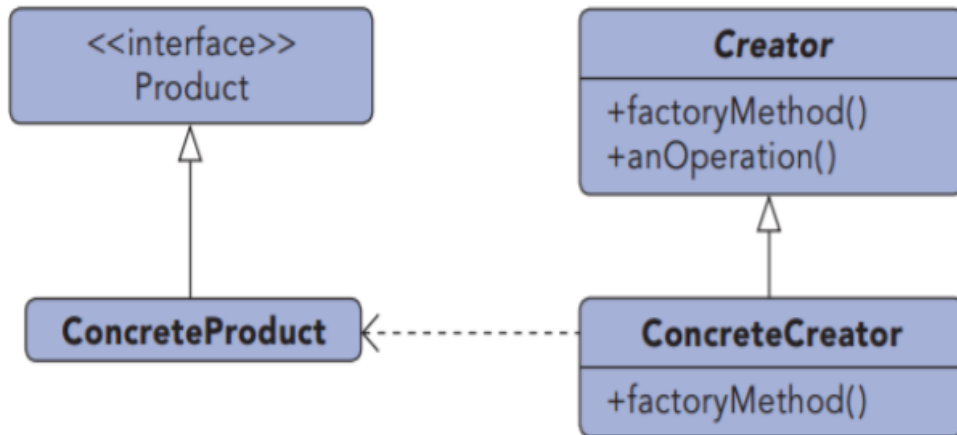 <<interface>>
Product
Creator
+factoryMethod()
+anOperation()
ConcreteProduct
ConcreteCreator
+factoryMethod()